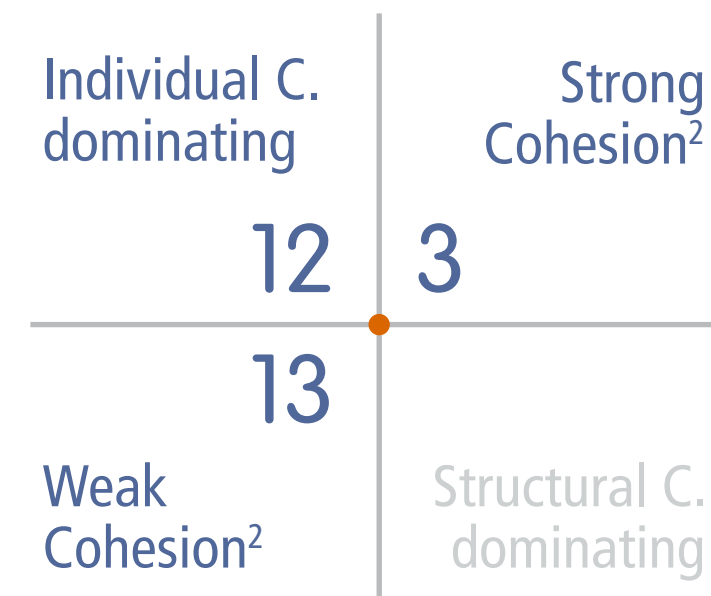 Individual C.
dominating
Strong
Cohesion²
12
3
13
Weak
Cohesion²
Structural C.
dominating